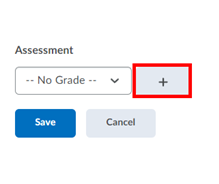 Assessment
-- No Grade -- +
Save Cancel